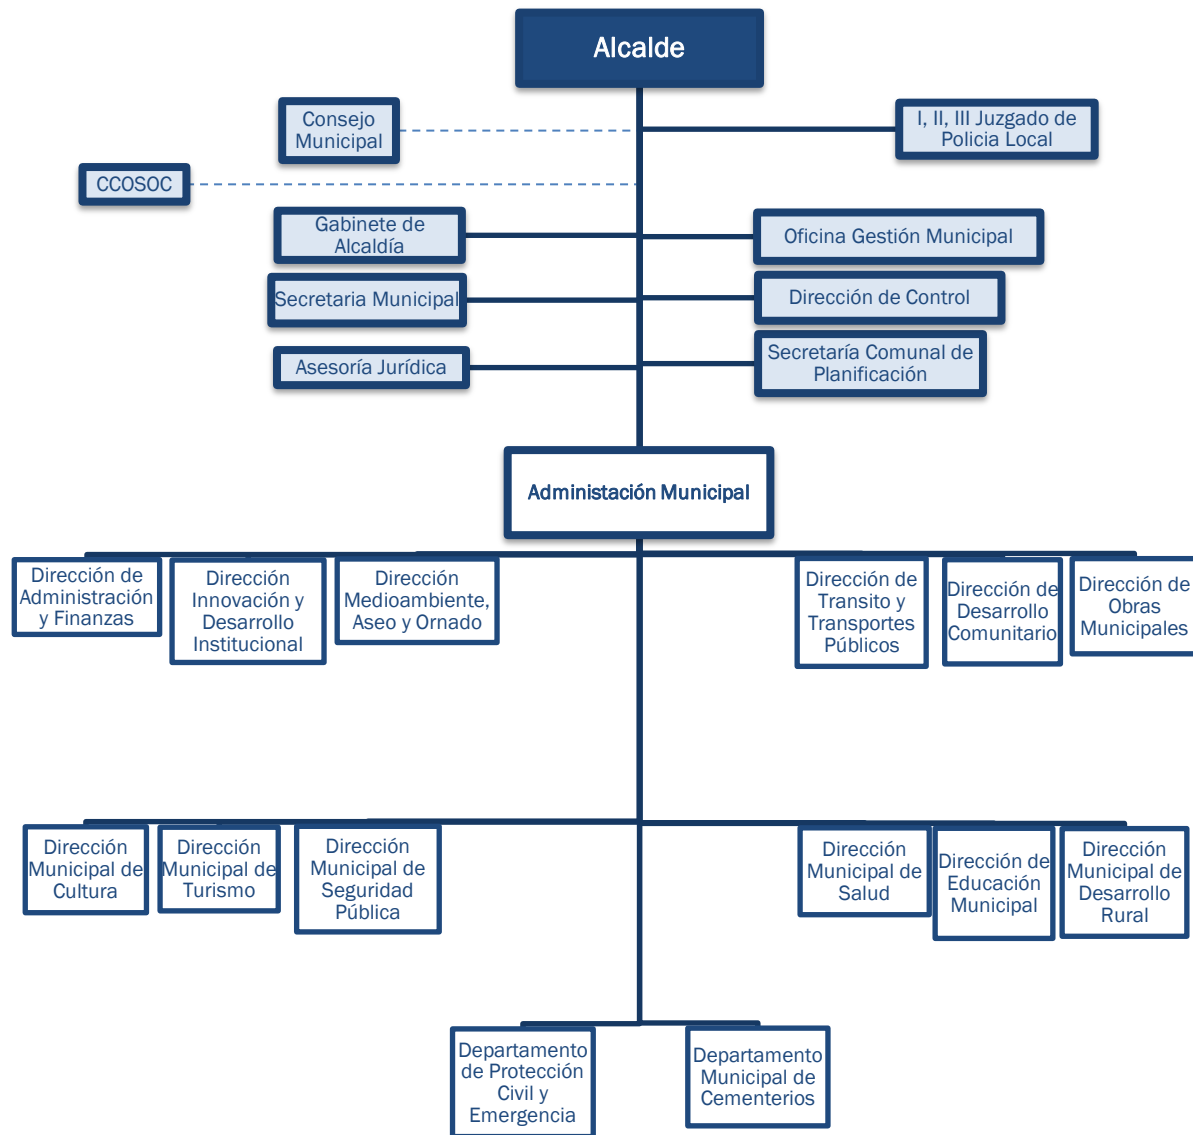 Alcalde
Consejo
Municipal
I, II, III Juzgado de
Policia Local
CCOSOC
Gabinete de
Alcaldía
Oficina Gestión Municipal
Secretaria Municipal
Dirección de Control
Asesoría Jurídica
Secretaría Comunal de
Planificación
Administación Municipal
Dirección de
Administración
y Finanzas
Dirección
Innovación y
Desarrollo
Institucional
Dirección
Medioambiente,
Aseo y Ornado
Dirección de
Transito y
Transportes
Públicos
Dirección de
Desarrollo
Comunitario
Dirección de
Obras
Municipales
Dirección
Municipal de
Cultura
Dirección
Municipal de
Turismo
Dirección
Municipal de
Seguridad
Pública
Dirección
Municipal de
Salud
Dirección de
Educación
Municipal
Dirección
Municipal de
Desarrollo
Rural
Departamento
de Protección
Civil y
Emergencia
Departamento
Municipal de
Cementerios